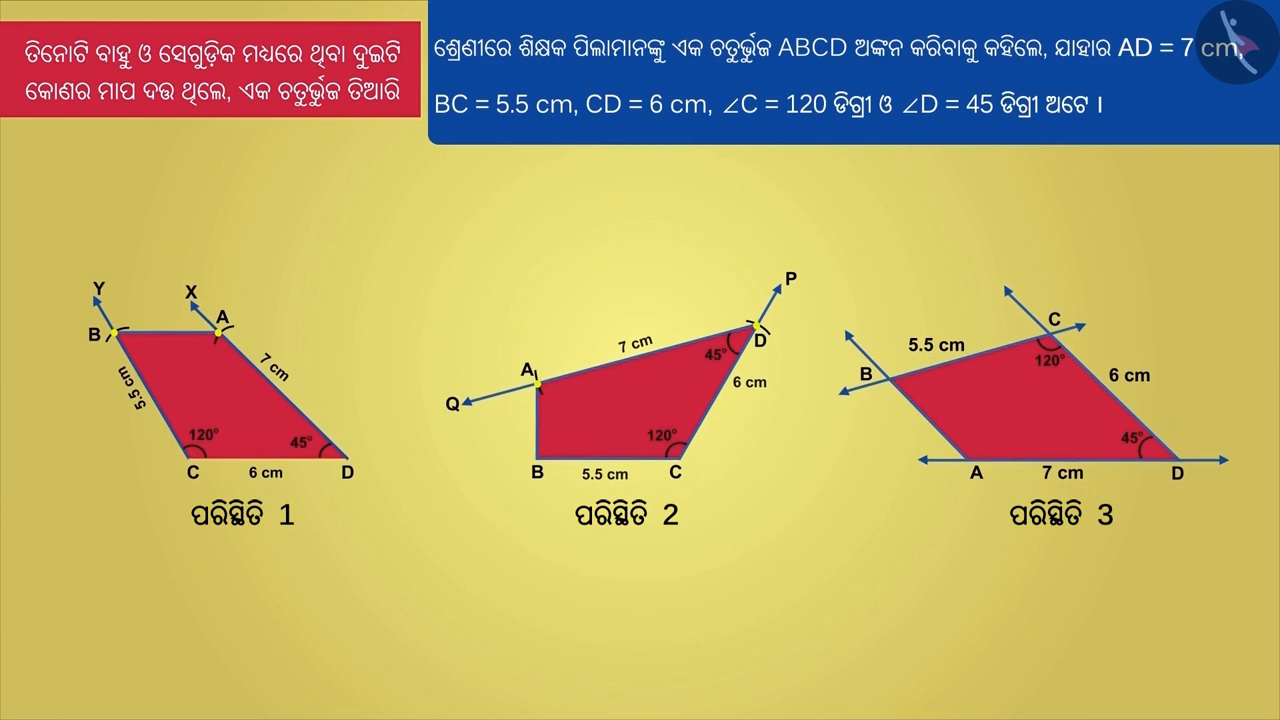 ତିନୋଟି ବାହୁ ଓ ସେଗୁଡ଼ିକ ମଧ୍ୟରେ ଥିବା ଦୁଇଟି
କୋଣର ମାପ ଦଉ ଥିଲେ, ଏକ ଚତୁର୍ଭୁଜ ତିଆରି
ଶ୍ରେଣୀରେ ଶିକ୍ଷକ ପିଲାମାନଙ୍କୁ ଏକ ଚତୁର୍ଭୁଜ ABCD ଅଙ୍କନ କରିବାକୁ କହିଲେ, ଯାହାର AD = 7 cm,
BC = 5.5 cm, CD = 6 cm, ∠C = 120 ଡିଗ୍ରୀ ଓ ∠D = 45 ଡିଗ୍ରୀ ଅଟେ ।
Y
X
B
A
7 cm
5.5 cm
120°
45°
C
6 cm
D
ପରିସ୍ଥିତି 1
P
D
7 cm
45°
A
6 cm
Q
120°
B
5.5 cm
C
ପରିସ୍ଥିତି 2
C
5.5 cm
120°
B
6 cm
45°
A
7 cm
D
ପରିସ୍ଥିତି 3